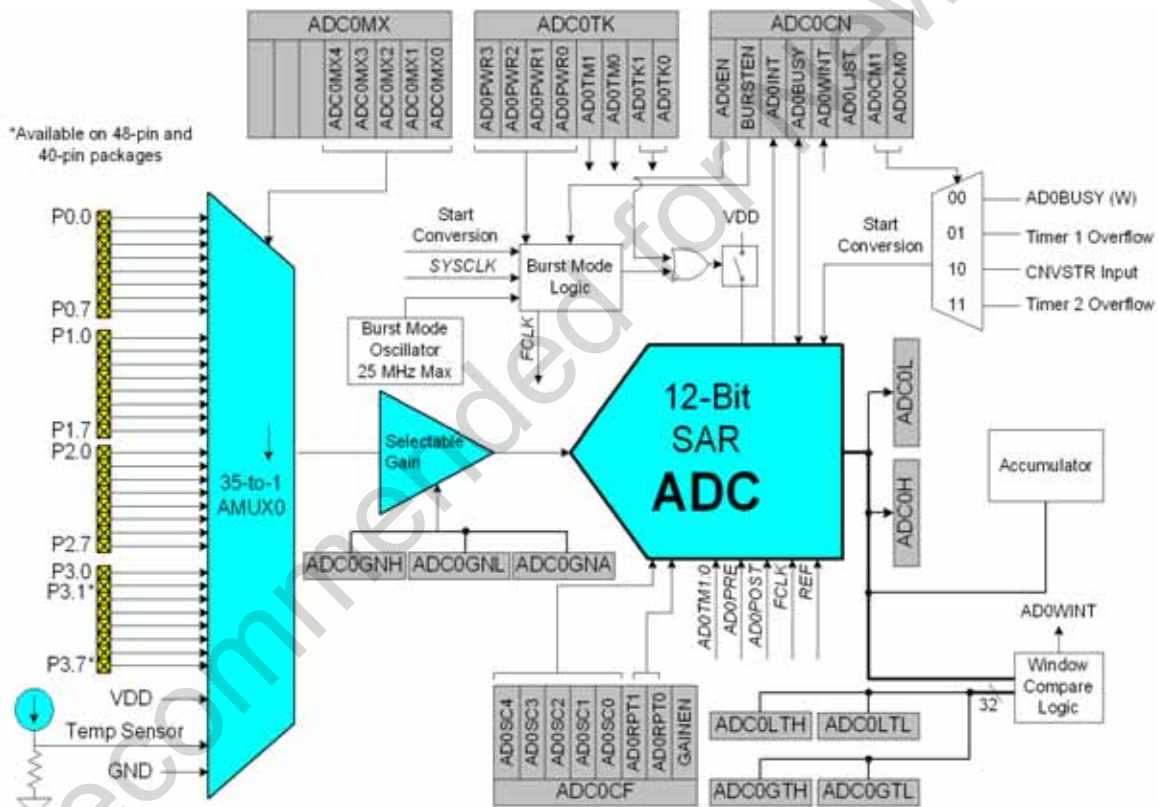 ADC0MX
ADC0MX4
ADC0MX3
ADC0MX2
ADC0MX1
ADC0MX0
ADC0TK
AD0PWR3
AD0PWR2
AD0PWR1
AD0PWR0
AD0TM1
AD0TM0
AD0TK1
AD0TK0
ADC0CN
AD0EN
BURSTEN
AD0INT
AD0BUSY
AD0WINT
AD0LJST
AD0CM1
AD0CM0
*Available on 48-pin and
40-pin packages
P0.0
P0.7
P1.0
P1.7
P2.0
P2.7
P3.0
P3.1*
P3.7*
VDD
Temp Sensor
GND
35-to-1
AMUX0
Start
Conversion
SYSCLK
Burst Mode
Logic
Burst Mode
Oscillator
25 MHz Max
FCLK
VDD
Start
Conversion
00
01
10
11
AD0BUSY (W)
Timer 1 Overflow
CNVSTR Input
Timer 2 Overflow
Selectable
Gain
12-Bit
SAR
ADC
ADC0L
ADC0H
Accumulator
ADC0GNH
ADC0GNL
ADC0GNA
AD0TM1:0
AD0PRE
AD0POST
FCLK
REF
AD0WINT
Window
Compare
Logic
32
AD0SC4
AD0SC3
AD0SC2
AD0SC1
AD0SC0
AD0RPT1
AD0RPT0
GAINEN
ADC0CF
ADC0LTH
ADC0LTL
ADC0GTH
ADC0GTL
ecommended for New